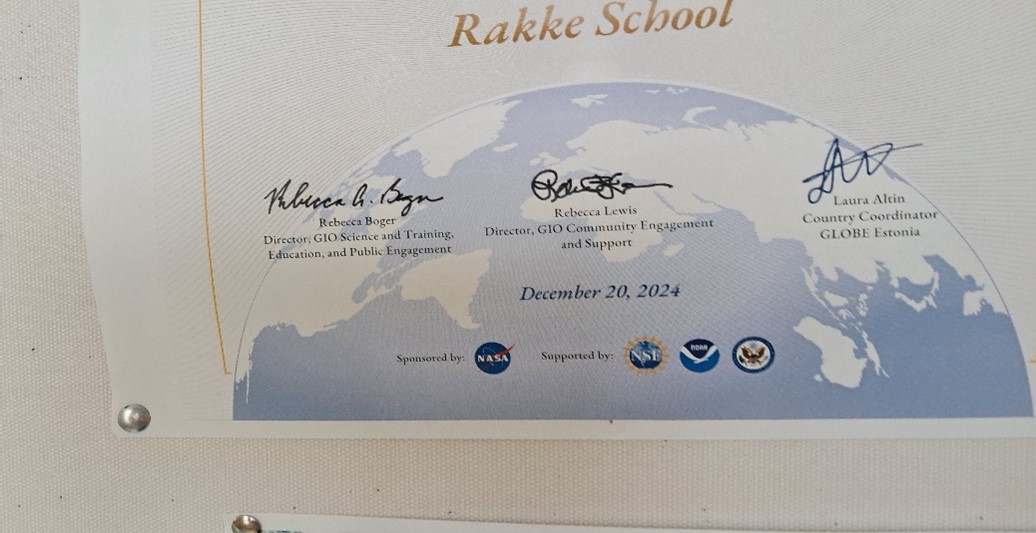 Rakke School
Rebecca Boger
Director, GIO Science and Training,
Education, and Public Engagement
Rebecca Lewis
Director, GIO Community Engagement
and Support
Laura Altin
Country Coordinator
GLOBE Estonia
December 20, 2024
Sponsored by: NASA Supported by: NSF NOAA